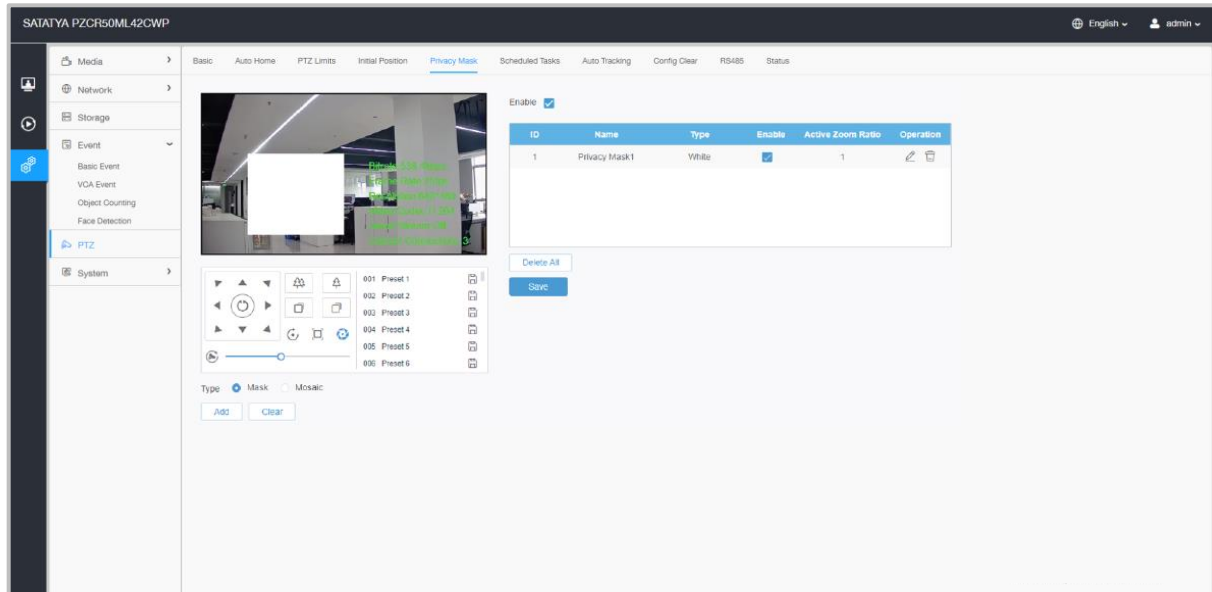 SATATYA PZCR50ML42CWP
English
admin
Media
Network
Storage
Event
Basic Event
VCA Event
Object Counting
Face Detection
PTZ
System
Basic Auto Home PTZ Limits Initial Position Privacy Mask Scheduled Tasks Auto Tracking Config Clear RS485 Status
001 Preset 1
002 Preset 2
003 Preset 3
004 Preset 4
005 Preset 5
006 Preset 6
Type Mask Mosaic
Add Clear
Enable
ID Name Type Enable Active Zoom Ratio Operation
1 Privacy Mask1 White 1
Delete All
Save